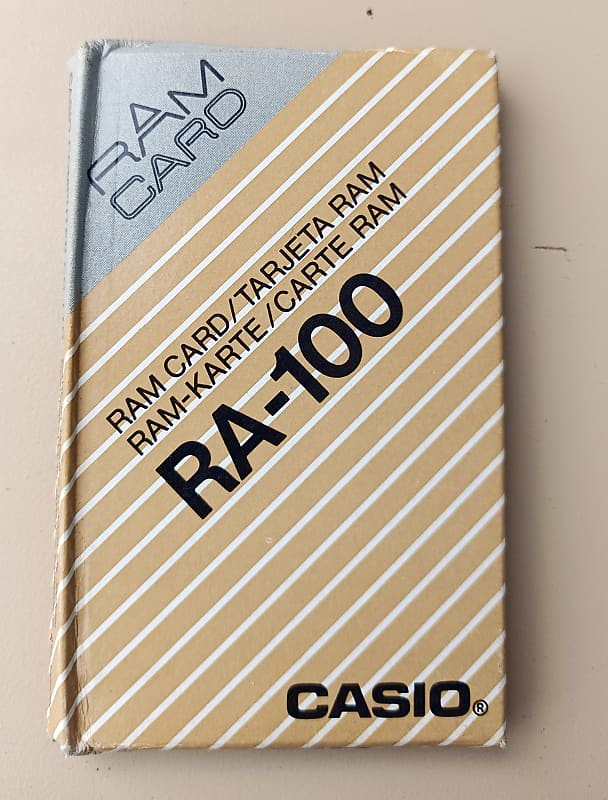 RAM
CARD
RAM CARD/TARJETA RAM
RAM-KARTE/CARTE RAM
RA-100
CASIO®